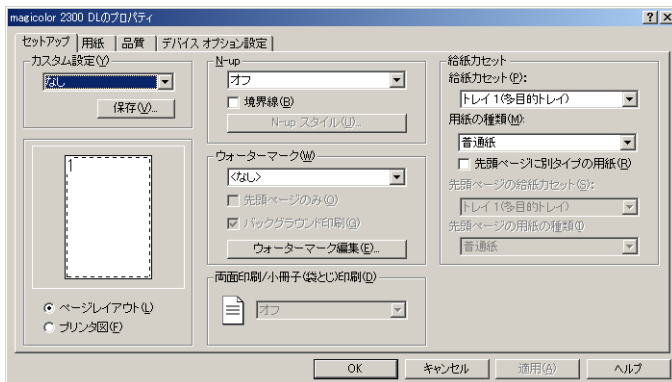 magicolor 2300 DLのプロパティ
セットアップ
用紙
品質
デバイス オプション設定
カスタム設定(Y)
なし
保存(V)...
1
ページレイアウト(L)
プリンタ図(F)
N-up
オフ
境界線(B)
N-up スタイル(U)...
ウォーターマーク(W)
<なし>
先頭ページのみ(O)
バックグラウンド印刷(G)
ウォーターマーク編集(E)...
両面印刷/小冊子(袋とじ)印刷(D)
オフ
給紙カセット
給紙カセット(P):
トレイ 1(多目的トレイ)
用紙の種類(M):
普通紙
先頭ページに別タイプの用紙(R)
先頭ページの給紙カセット(S):
トレイ 1(多目的トレイ)
先頭ページの用紙の種類(I)
普通紙
OK
キャンセル
適用(A)
ヘルプ